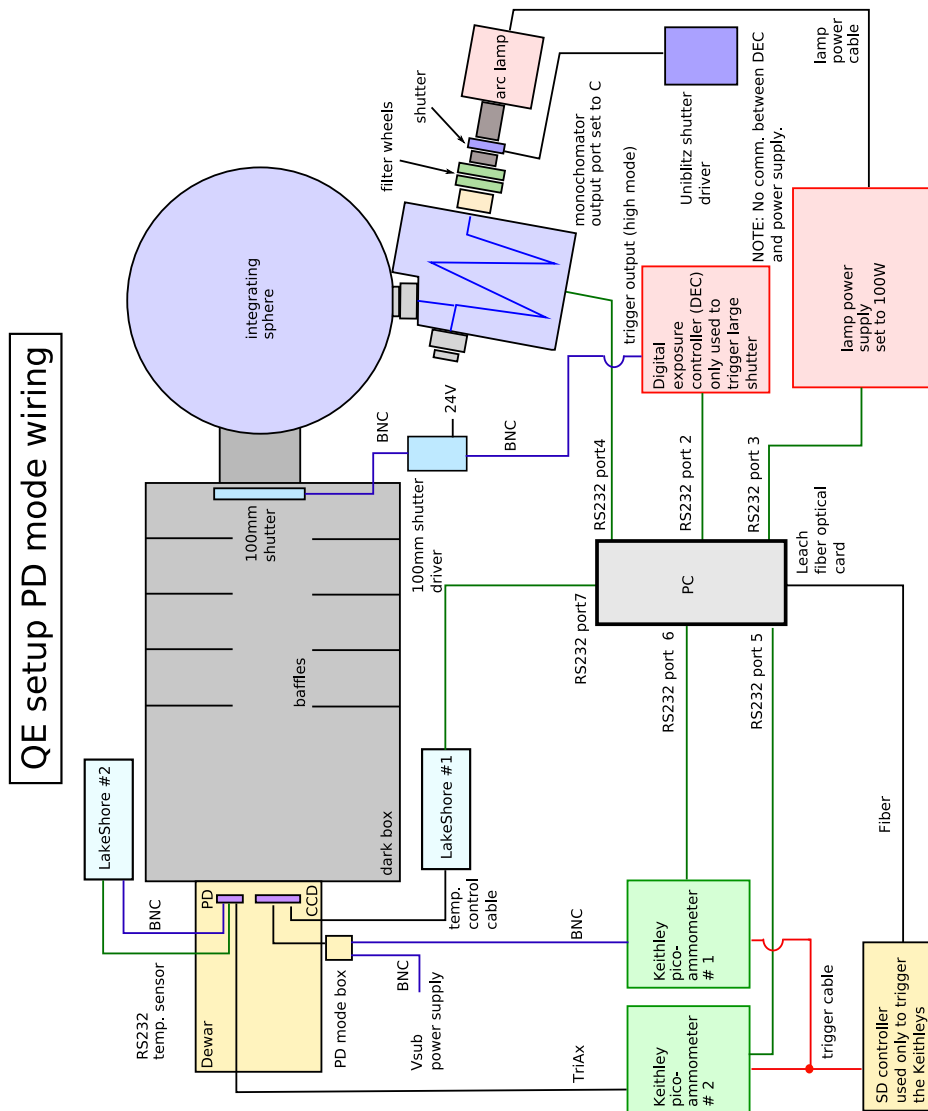 QE setup PD mode wiring
LakeShore #2
BNC
RS232
temp. sensor
Dewar
PD
CCD
PD mode box
BNC
Vsub
power supply
dark box
baffles
100mm
shutter
integrating
sphere
filter wheels
shutter
arc lamp
lamp
power
cable
Uniblitz shutter
driver
monochomator
output port set to C
NOTE: No comm. between DEC
and power supply.
trigger output (high mode)
Digital
exposure
controller (DEC)
only used to
trigger large
shutter
lamp power
supply
set to 100W
BNC
24V
BNC
100mm shutter
driver
RS232 port4
RS232 port 2
RS232 port 3
PC
Leach
fiber optical
card
RS232 port7
RS232 port 6
RS232 port 5
LakeShore #1
temp.
control
cable
BNC
TriAx
Keithley
pico-
ammometer
# 1
Keithley
pico-
ammometer
# 2
trigger cable
Fiber
SD controller
used only to trigger
the Keithleys